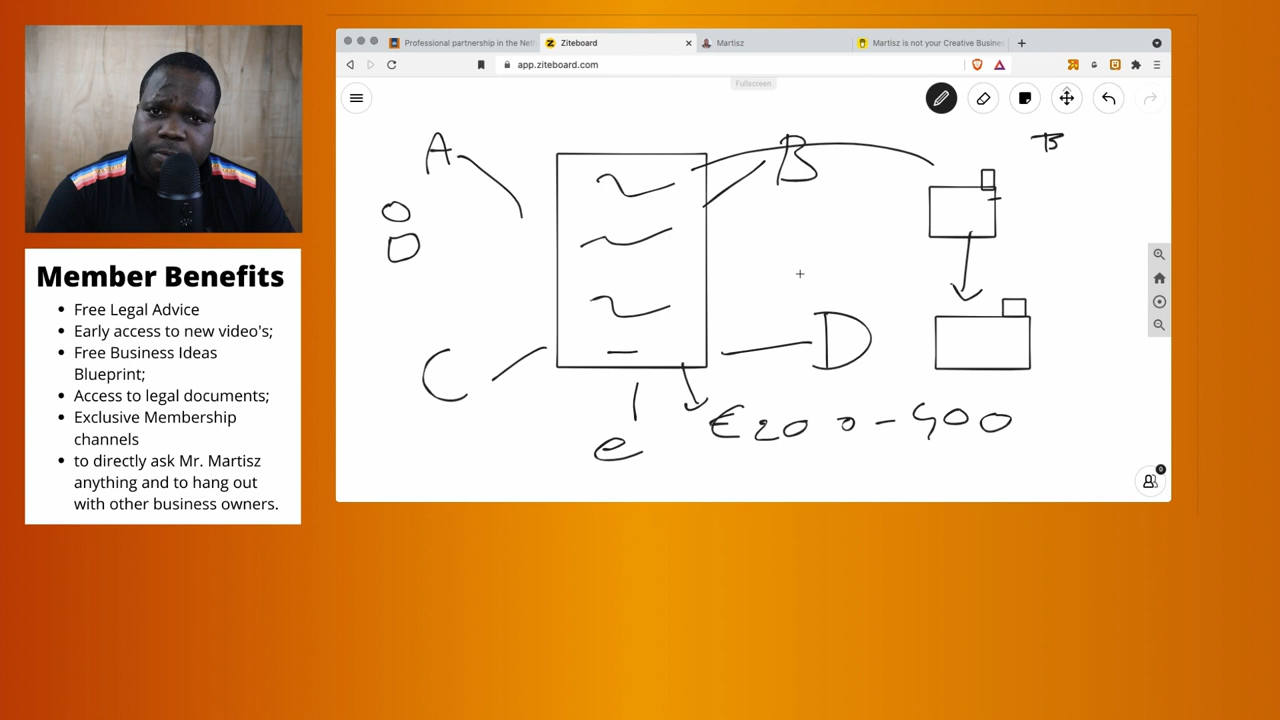 Professional partnership in the Net
Ziteboard
Martisz
Martisz is not your Creative Busine
app.ziteboard.com
Fullscreen
A
B
B
C
D
e
€200-400
0
Member Benefits
Free Legal Advice
Early access to new video's;
Free Business Ideas
Blueprint;
Access to legal documents;
Exclusive Membership
channels
to directly ask Mr. Martisz
anything and to hang out
with other business owners.